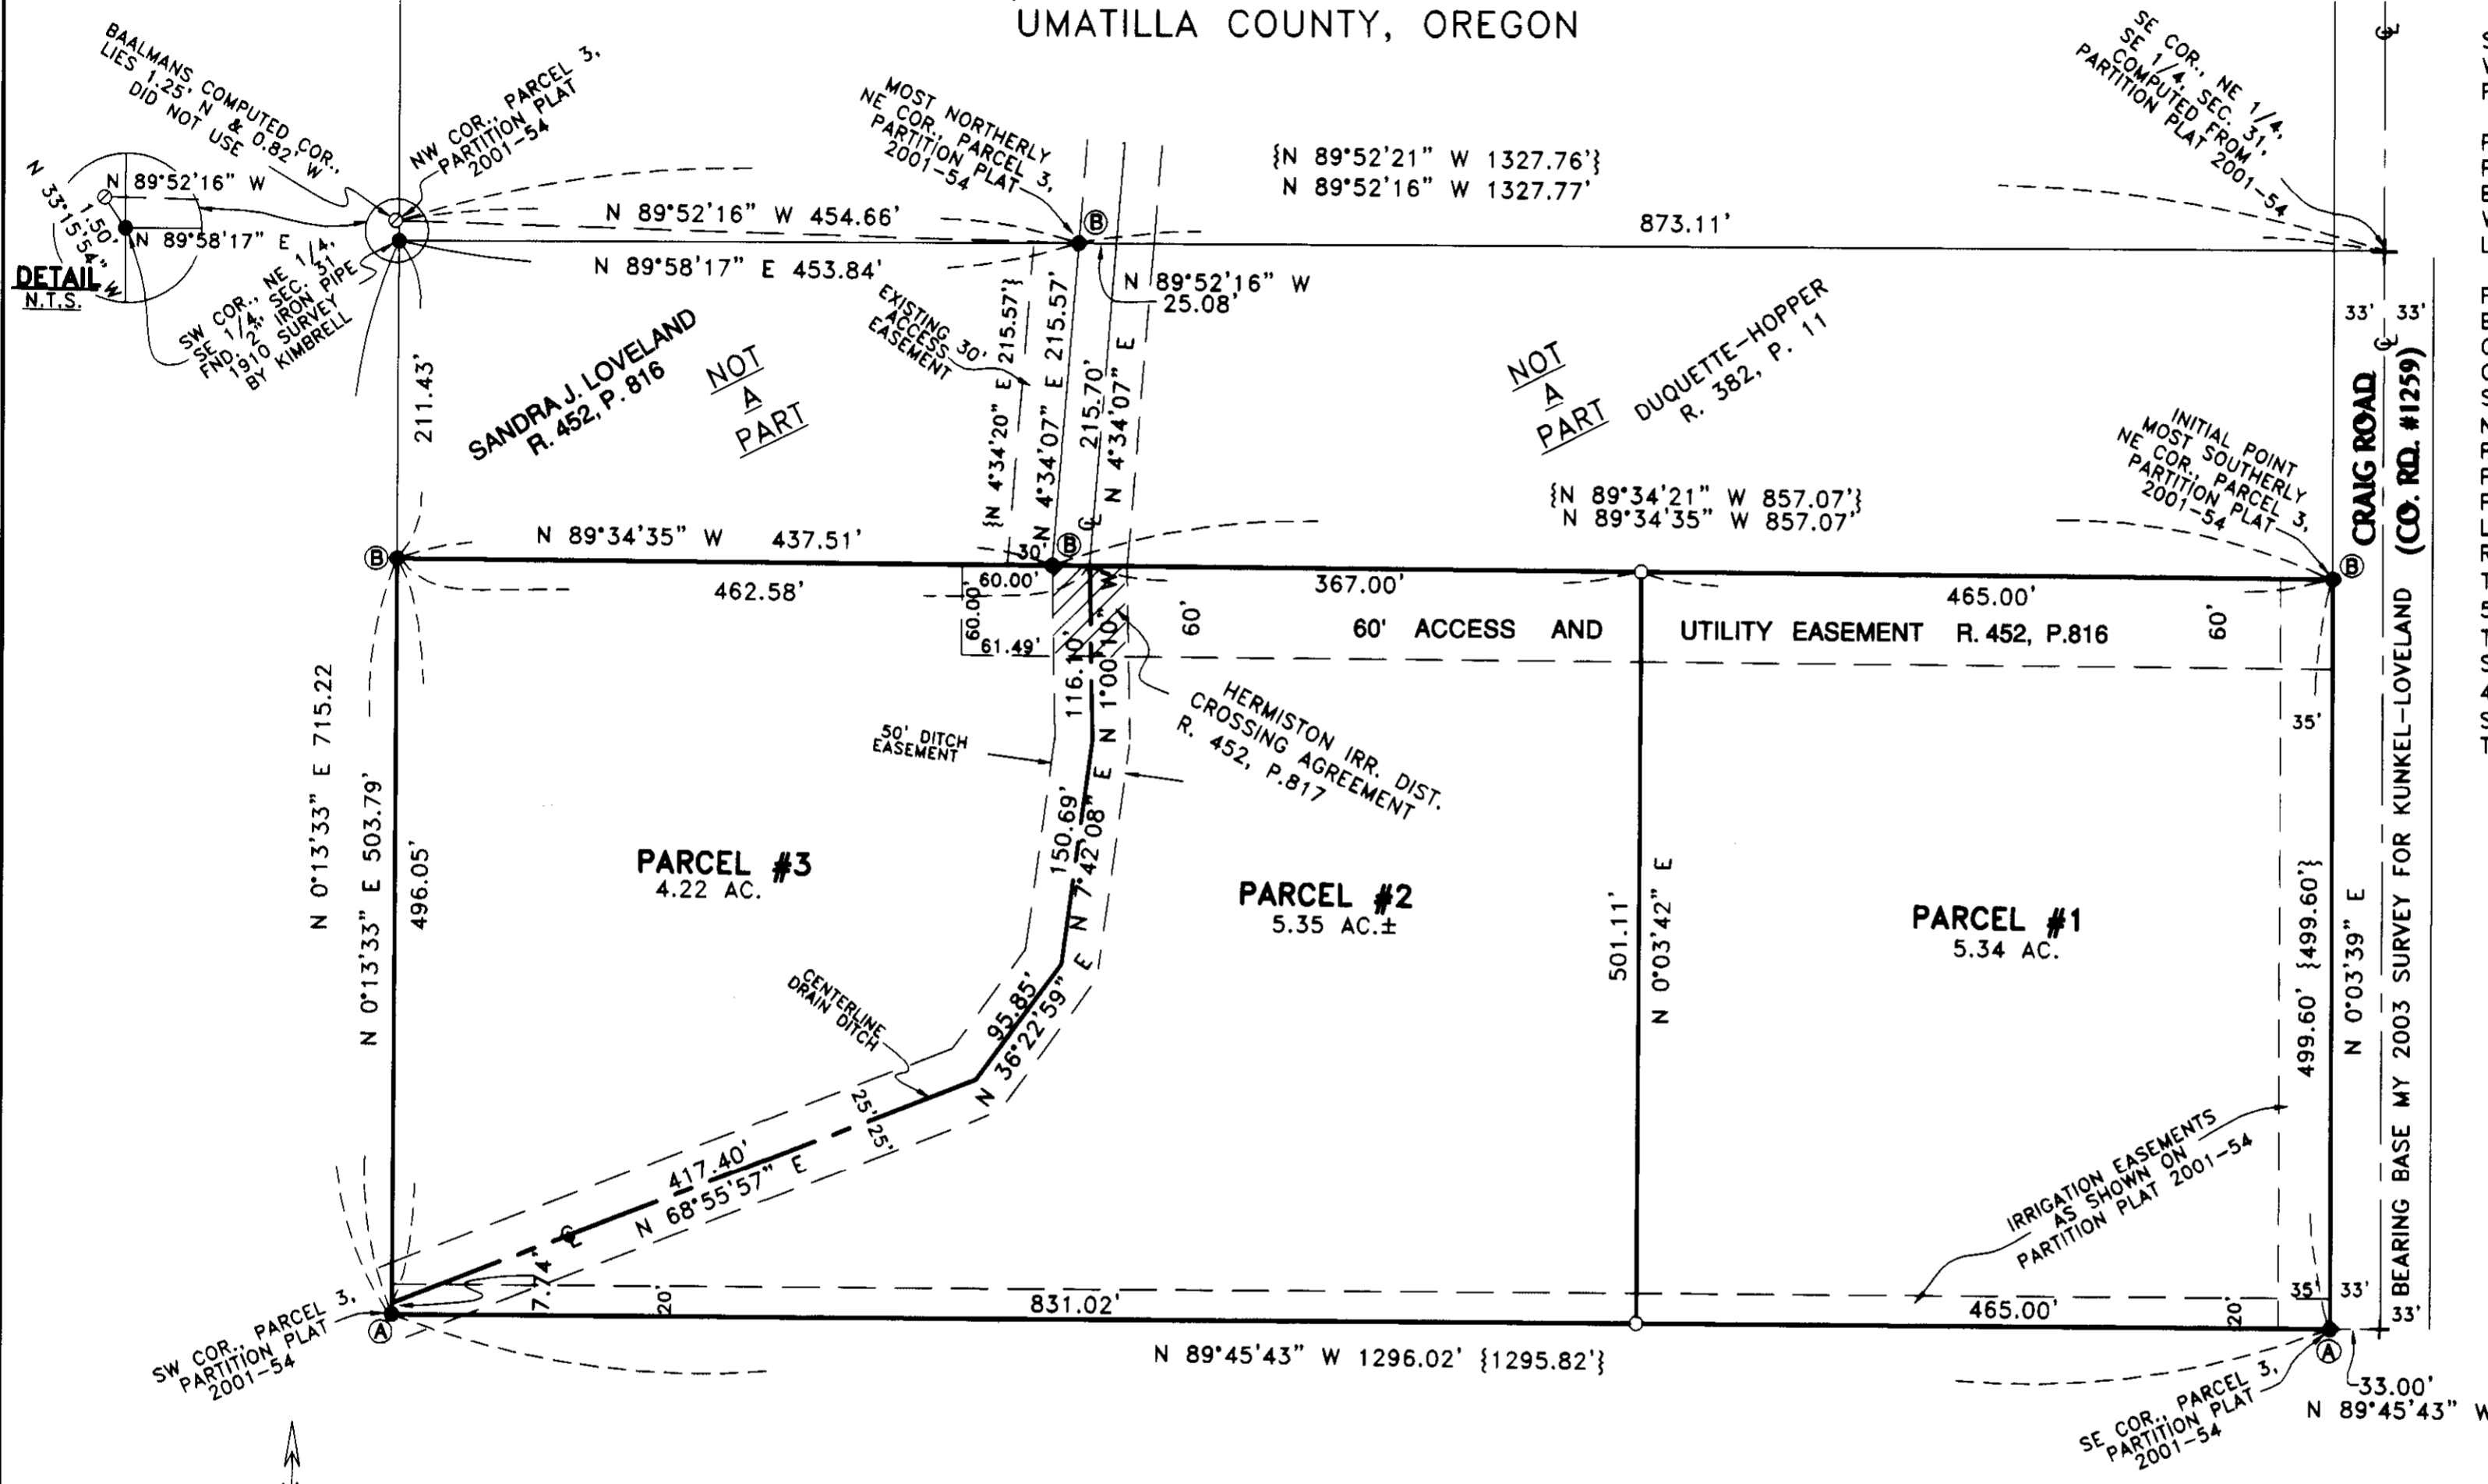 UMATILLA COUNTY, OREGON
BAALMANS COMPUTED COR.,
LIES 1.25' N & 0.82' W
DID NOT USE
NW COR., PARCEL 3,
PARTITION PLAT
2001-54
MOST NORTHERLY
NE COR., PARCEL 3,
PARTITION PLAT
2001-54
{N 89°52'21" W 1327.76'}
N 89°52'16" W 1327.77'
SE COR., NE 1/4,
SE 1/4, SEC. 31,
COMPUTED FROM
PARTITION PLAT 2001-54
N 89°52'16" W
1.50'
N 33°15'54" W
N 89°58'17" E
DETAIL
N.T.S.
SW COR., NE 1/4,
SE 1/4, SEC. 31
FND. 2" IRON PIPE
1910 SURVEY
BY KIMBRELL
N 89°52'16" W 454.66'
N 89°58'17" E 453.84'
B
873.11'
N 89°52'16" W
25.08'
EXISTING 30'
ACCESS
EASEMENT
{N 4°34'20" E 215.57'}
N 4°34'07" E 215.57'
215.70'
N 4°34'07" E
211.43'
SANDRA J. LOVELAND
R. 452, P. 816
NOT
A
PART
NOT
A
PART
DUQUETTE-HOPPER
R. 382, P. 11
33'
33'
CRAIG ROAD
(CO. RD. #1259)
INITIAL POINT
MOST SOUTHERLY
NE COR., PARCEL 3,
PARTITION PLAT
2001-54
{N 89°34'21" W 857.07'}
N 89°34'35" W 857.07'
B
N 89°34'35" W 437.51'
30'
B
B
462.58'
60.00'
60.00'
61.49'
367.00'
465.00'
60'
60' ACCESS AND UTILITY EASEMENT R. 452, P.816
60'
116.10'
N 1°00'10" W
HERMISTON IRR. DIST.
CROSSING AGREEMENT
R. 452, P.817
35'
50' DITCH
EASEMENT
N 0°13'33" E 715.22
N 0°13'33" E 503.79'
496.05'
150.69'
N 7°42'08" E
PARCEL #3
4.22 AC.
PARCEL #2
5.35 AC.±
PARCEL #1
5.34 AC.
501.11'
N 0°03'42" E
499.60' {499.60'}
N 0°03'39" E
BEARING BASE MY 2003 SURVEY FOR KUNKEL-LOVELAND
CENTERLINE
DRAIN DITCH
95.85'
N 36°22'59" E
25'
25'
417.40'
N 68°55'57" E
IRRIGATION EASEMENTS
AS SHOWN ON
PARTITION PLAT 2001-54
7.74'
20'
831.02'
465.00'
20'
35'
33'
33'
SW COR., PARCEL 3,
PARTITION PLAT
2001-54
A
N 89°45'43" W 1296.02' {1295.82'}
A
SE COR., PARCEL 3,
PARTITION PLAT
2001-54
33.00'
N 89°45'43" W